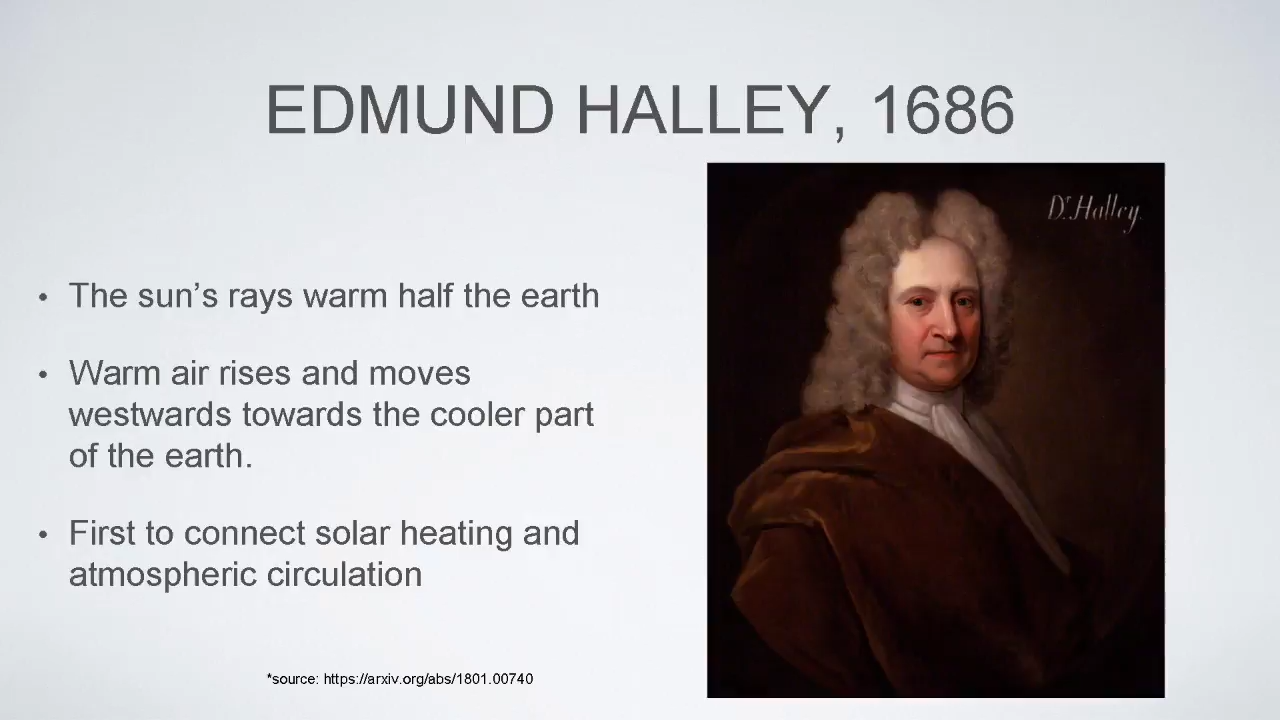 EDMUND HALLEY, 1686
Dr. Halley.
• The sun’s rays warm half the earth
• Warm air rises and moves
westwards towards the cooler part
of the earth.
• First to connect solar heating and
atmospheric circulation
*source: https://arxiv.org/abs/1801.00740